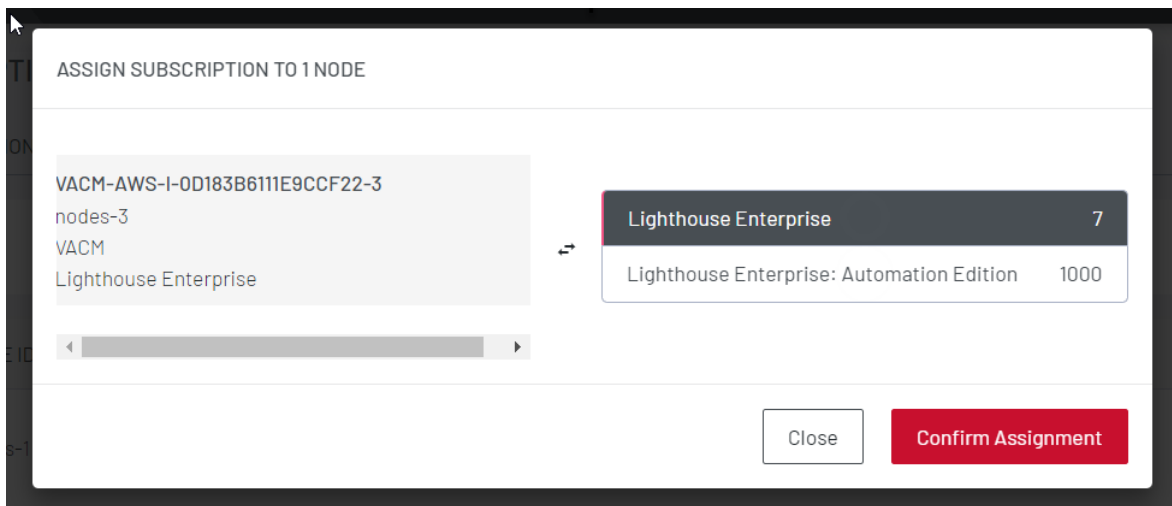 ASSIGN SUBSCRIPTION TO 1 NODE
VACM-AWS-I-0D183B6111E9CCF22-3
nodes-3
VACM
Lighthouse Enterprise
Lighthouse Enterprise 7
Lighthouse Enterprise: Automation Edition 1000
Close
Confirm Assignment